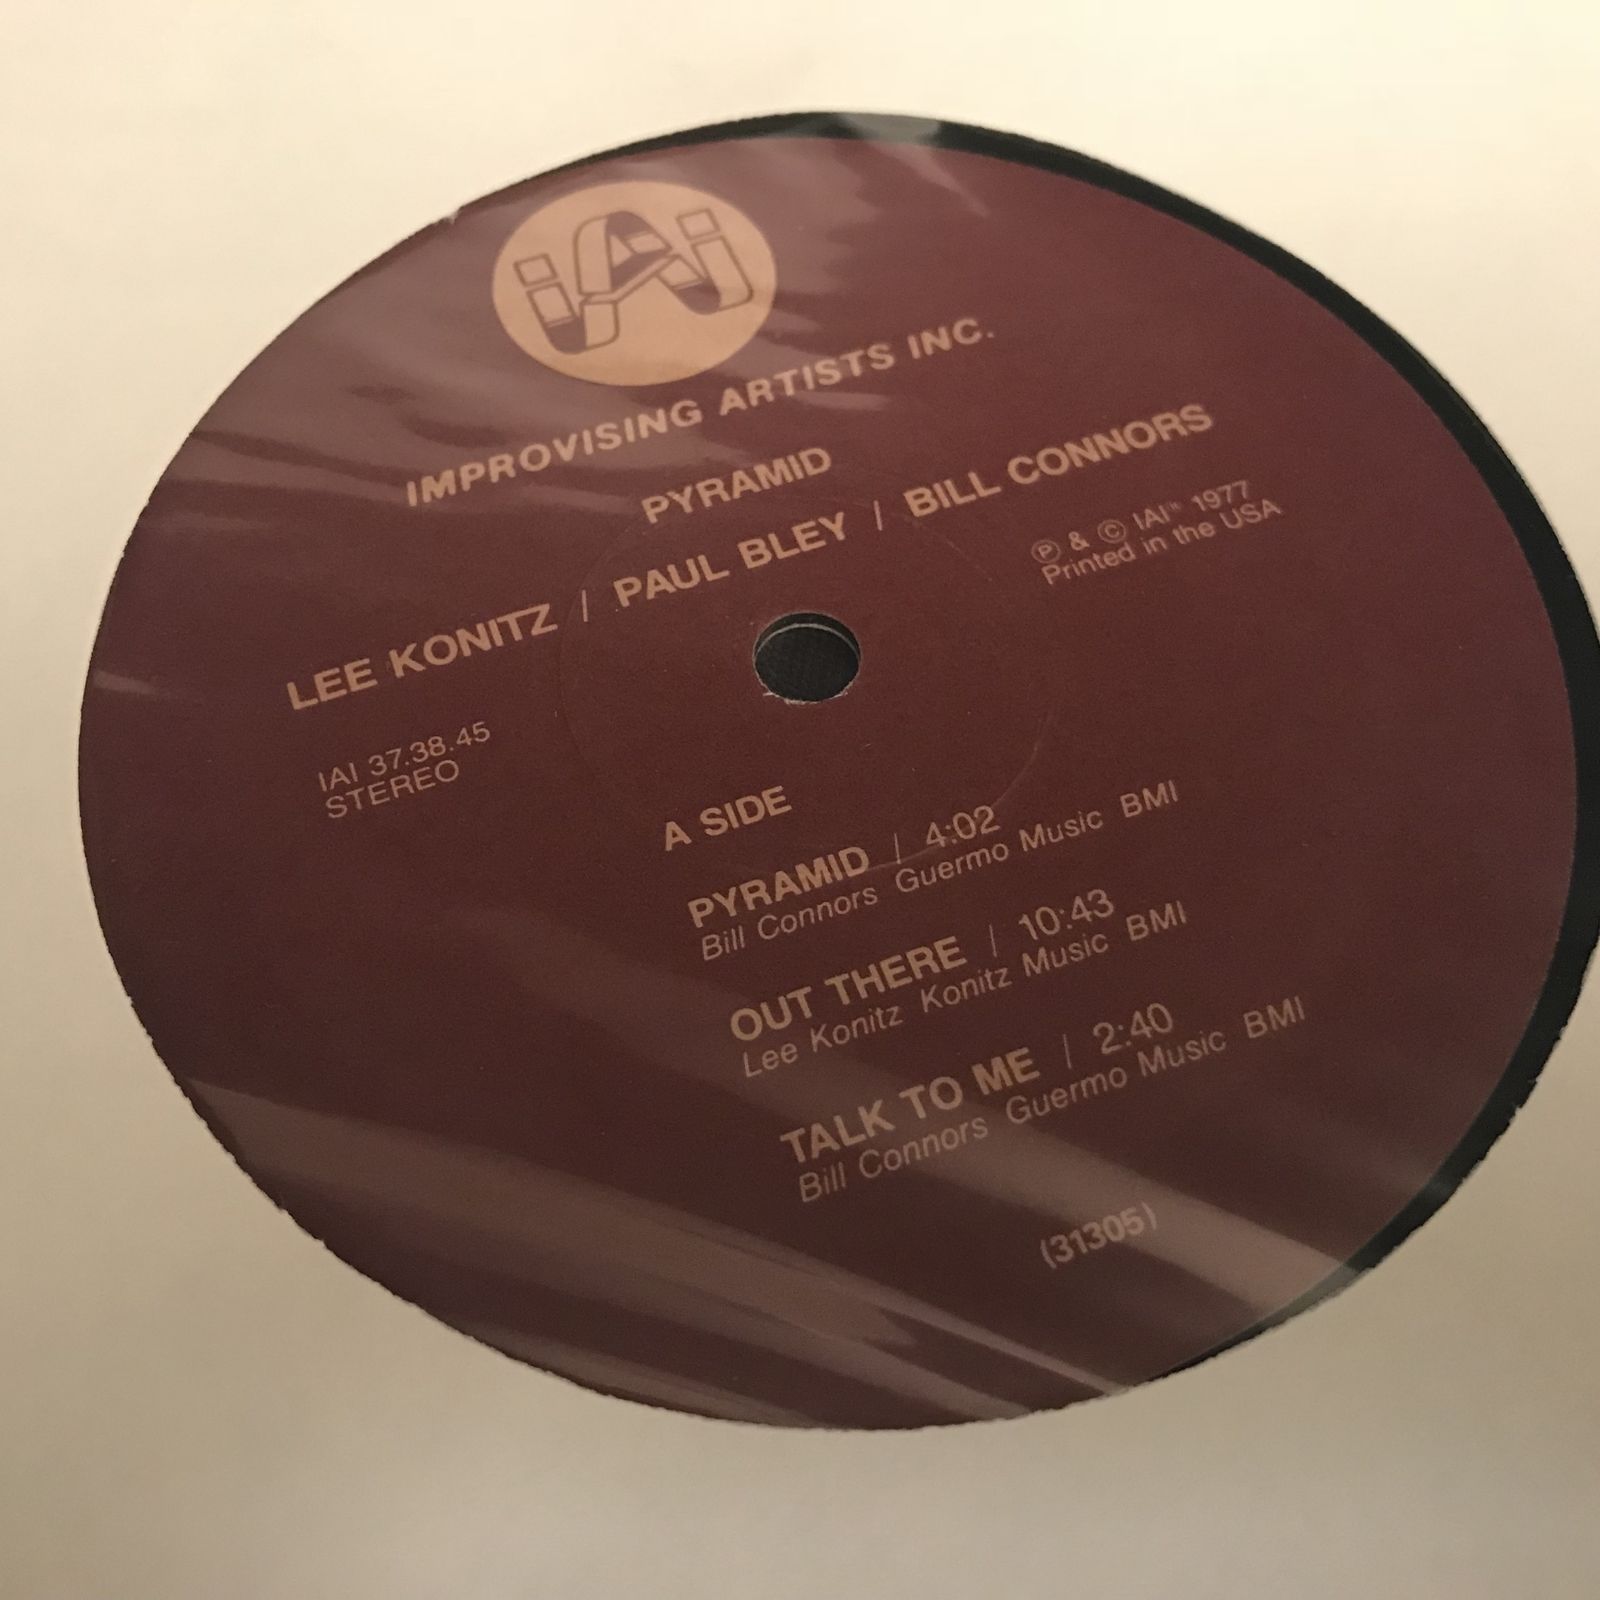 iAi
IMPROVISING ARTISTS INC.
PYRAMID
LEE KONITZ / PAUL BLEY / BILL CONNORS
Ⓟ & © IAI™ 1977
Printed in the USA
IAI 37.38.45
STEREO
A SIDE
PYRAMID | 4:02
Bill Connors Guermo Music BMI
OUT THERE | 10:43
Lee Konitz Konitz Music BMI
TALK TO ME | 2:40
Bill Connors Guermo Music BMI
(31305)